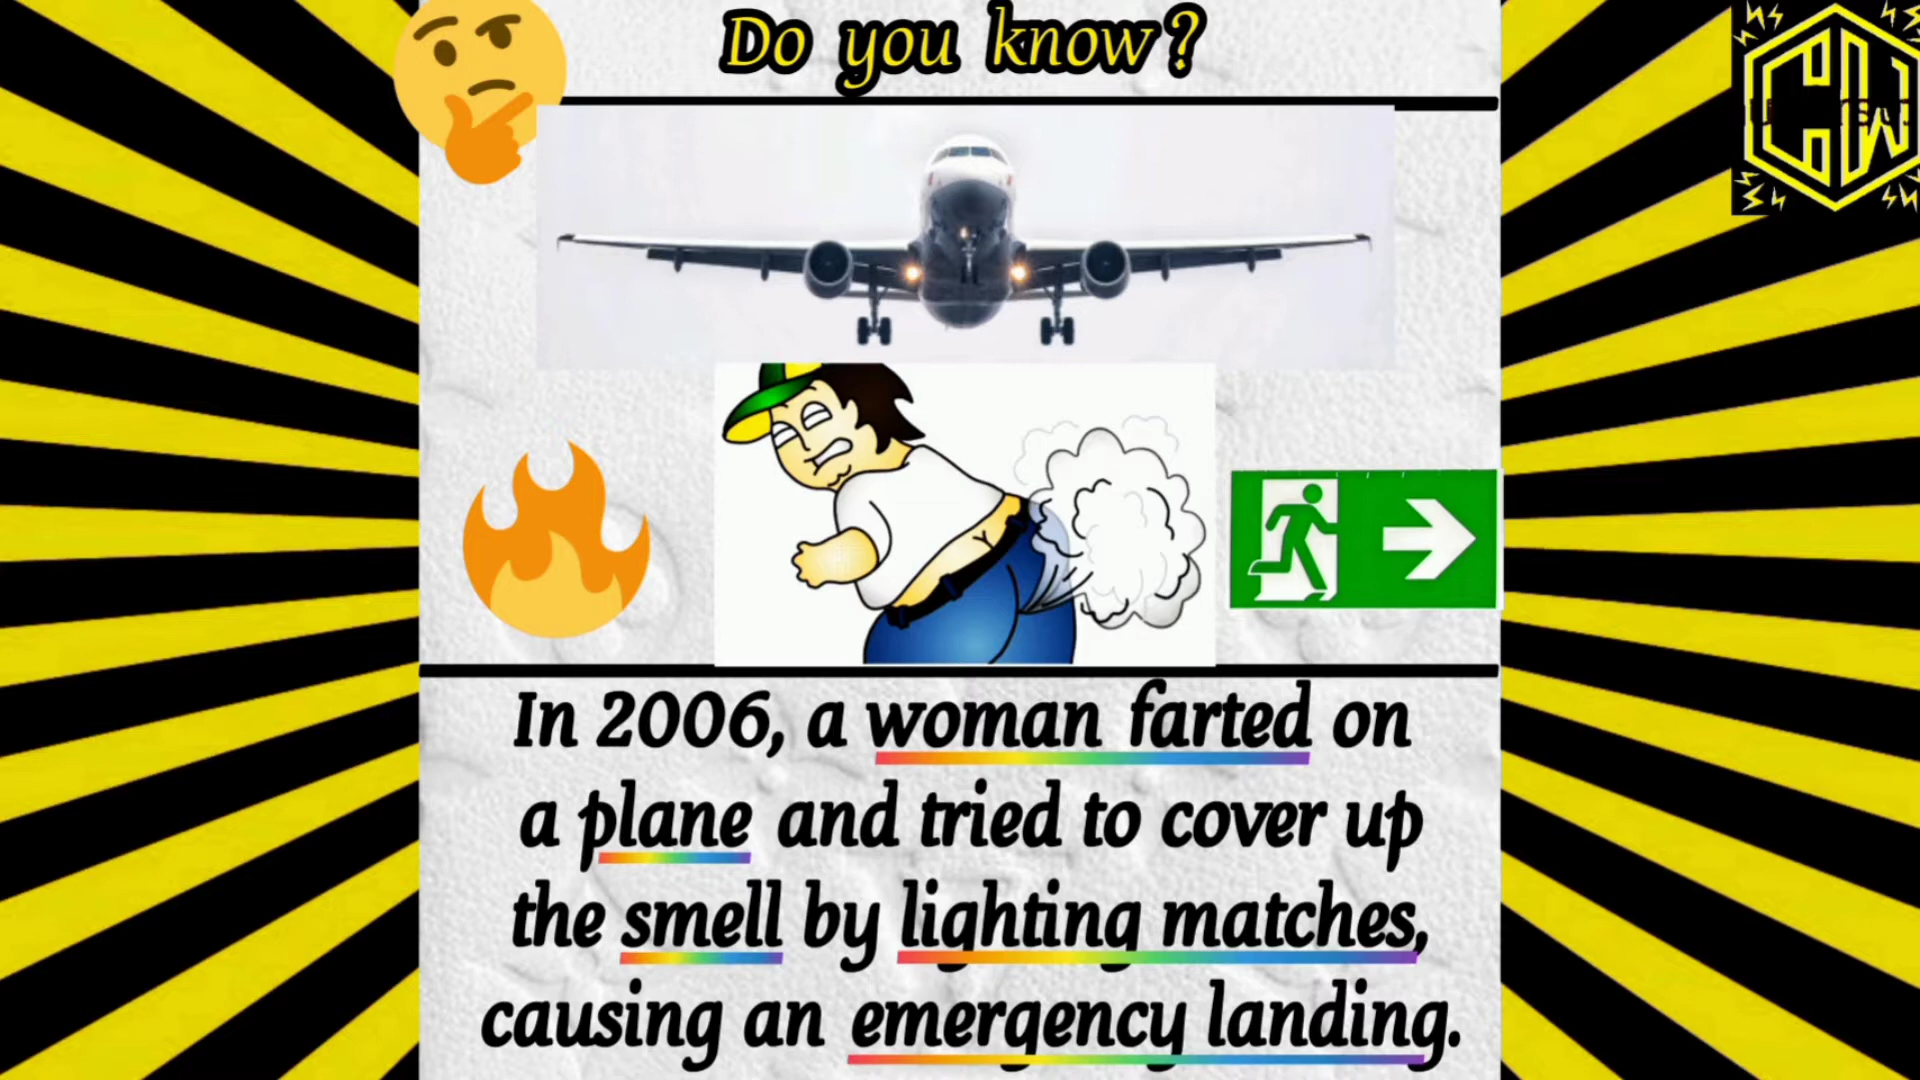 Do you know?
CW
In 2006, a woman farted on
a plane and tried to cover up
the smell by lighting matches,
causing an emergency landing.